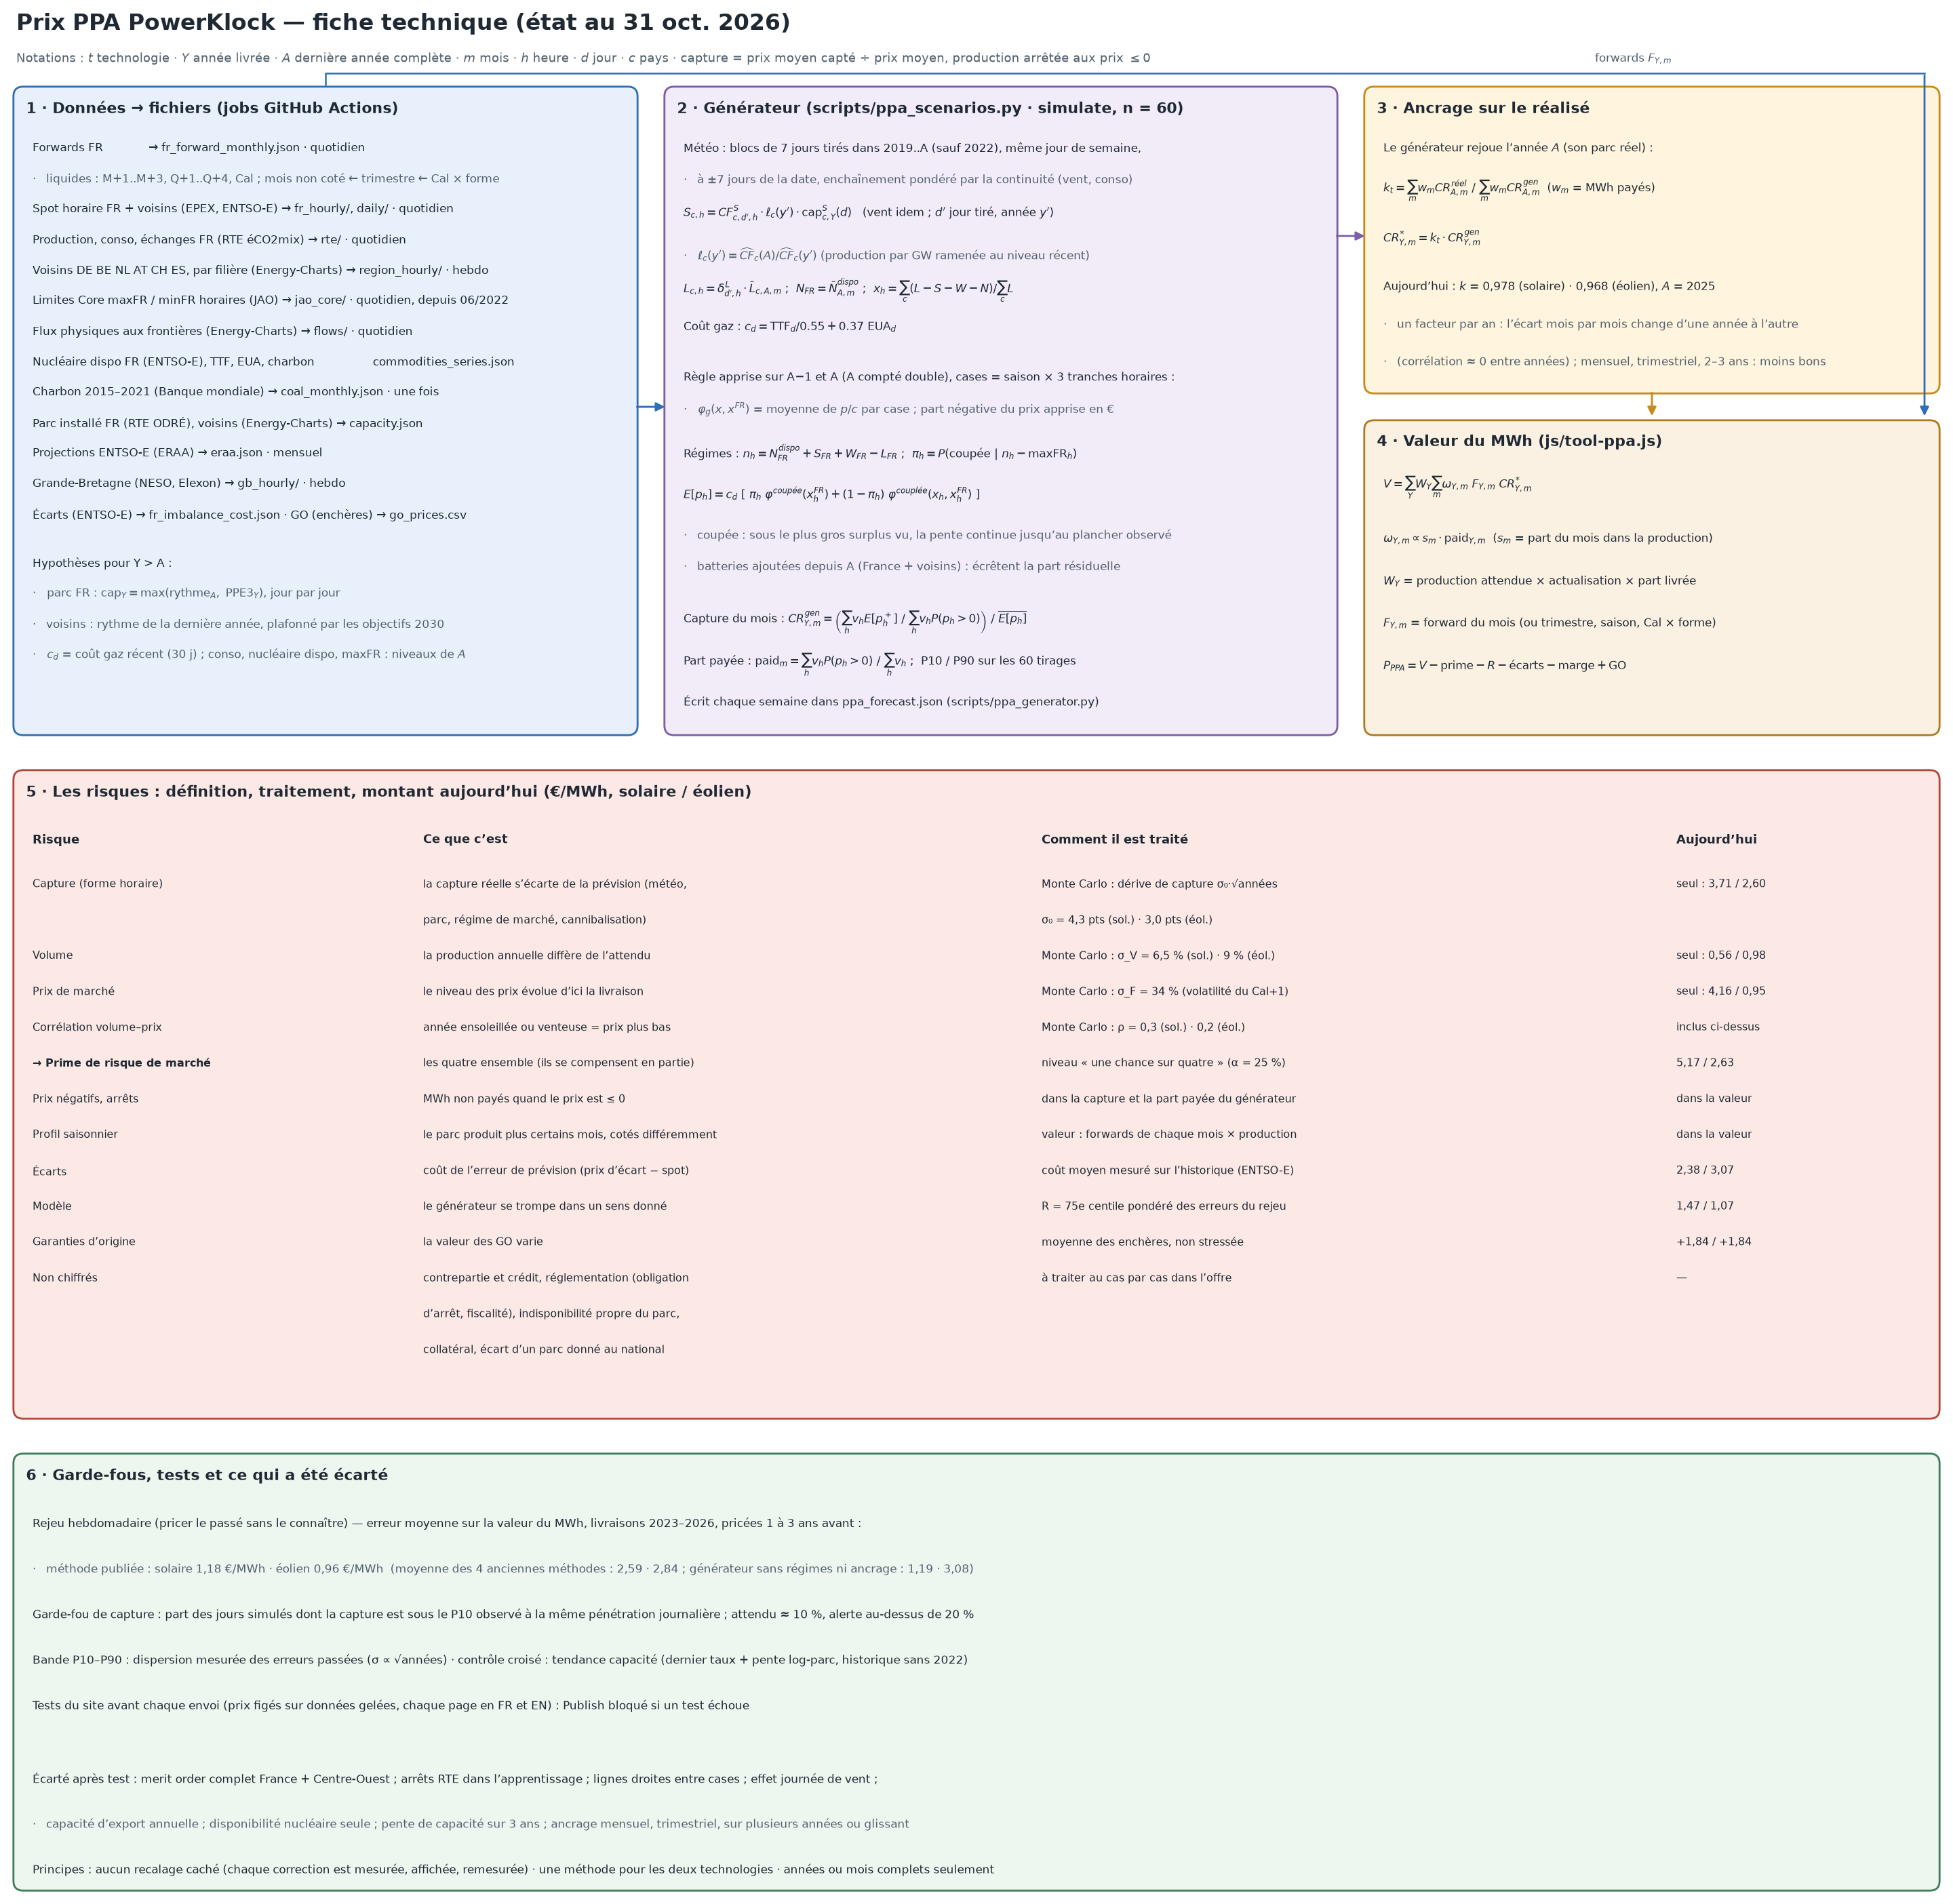 Prix PPA PowerKlock — fiche technique (état au 31 oct. 2026)
Notations : t technologie · Y année livrée · A dernière année complète · m mois · h heure · d jour · c pays · capture = prix moyen capté ÷ prix moyen, production arrêtée aux prix ≤ 0
forwards F_{Y,m}
1 · Données → fichiers (jobs GitHub Actions)
Forwards FR → fr_forward_monthly.json · quotidien
· liquides : M+1..M+3, Q+1..Q+4, Cal ; mois non coté ← trimestre ← Cal × forme
Spot horaire FR + voisins (EPEX, ENTSO-E) → fr_hourly/, daily/ · quotidien
Production, conso, échanges FR (RTE éCO2mix) → rte/ · quotidien
Voisins DE BE NL AT CH ES, par filière (Energy-Charts) → region_hourly/ · hebdo
Limites Core maxFR / minFR horaires (JAO) → jao_core/ · quotidien, depuis 06/2022
Flux physiques aux frontières (Energy-Charts) → flows/ · quotidien
Nucléaire dispo FR (ENTSO-E), TTF, EUA, charbon commodities_series.json
Charbon 2015–2021 (Banque mondiale) → coal_monthly.json · une fois
Parc installé FR (RTE ODRÉ), voisins (Energy-Charts) → capacity.json
Projections ENTSO-E (ERAA) → eraa.json · mensuel
Grande-Bretagne (NESO, Elexon) → gb_hourly/ · hebdo
Écarts (ENTSO-E) → fr_imbalance_cost.json · GO (enchères) → go_prices.csv
Hypothèses pour Y > A :
· parc FR : cap_Y = max(rythme_A, PPE3_Y), jour par jour
· voisins : rythme de la dernière année, plafonné par les objectifs 2030
· c_d = coût gaz récent (30 j) ; conso, nucléaire dispo, maxFR : niveaux de A
2 · Générateur (scripts/ppa_scenarios.py · simulate, n = 60)
Météo : blocs de 7 jours tirés dans 2019..A (sauf 2022), même jour de semaine,
· à ±7 jours de la date, enchaînement pondéré par la continuité (vent, conso)
S_{c,h} = CF^S_{c,d′,h} · ℓ_c(y′) · cap^S_{c,Y}(d) (vent idem ; d′ jour tiré, année y′)
· ℓ_c(y′) = \widehat{CF}_c(A)/\widehat{CF}_c(y′) (production par GW ramenée au niveau récent)
L_{c,h} = δ^L_{d′,h} · \bar{L}_{c,A,m} ; N_{FR} = \bar{N}^{dispo}_{A,m} ; x_h = ∑_c(L − S − W − N)/∑_c L
Coût gaz : c_d = TTF_d/0.55 + 0.37 EUA_d
Règle apprise sur A−1 et A (A compté double), cases = saison × 3 tranches horaires :
· φ_g(x, x^{FR}) = moyenne de p/c par case ; part négative du prix apprise en €
Régimes : n_h = N^{dispo}_{FR} + S_{FR} + W_{FR} − L_{FR} ; π_h = P(coupée | n_h − maxFR_h)
E[p_h] = c_d [ π_h φ^{coupée}(x^{FR}_h) + (1 − π_h) φ^{couplée}(x_h, x^{FR}_h) ]
· coupée : sous le plus gros surplus vu, la pente continue jusqu’au plancher observé
· batteries ajoutées depuis A (France + voisins) : écrêtent la part résiduelle
Capture du mois : CR^{gen}_{Y,m} = (∑_h v_h E[p^+_h] / ∑_h v_h P(p_h > 0)) / \overline{E[p_h]}
Part payée : paid_m = ∑_h v_h P(p_h > 0) / ∑_h v_h ; P10 / P90 sur les 60 tirages
Écrit chaque semaine dans ppa_forecast.json (scripts/ppa_generator.py)
3 · Ancrage sur le réalisé
Le générateur rejoue l’année A (son parc réel) :
k_t = ∑_m w_m CR^{réel}_{A,m} / ∑_m w_m CR^{gen}_{A,m} (w_m = MWh payés)
CR^*_{Y,m} = k_t · CR^{gen}_{Y,m}
Aujourd’hui : k = 0,978 (solaire) · 0,968 (éolien), A = 2025
· un facteur par an : l’écart mois par mois change d’une année à l’autre
· (corrélation ≈ 0 entre années) ; mensuel, trimestriel, 2–3 ans : moins bons
4 · Valeur du MWh (js/tool-ppa.js)
V = ∑_Y W_Y ∑_m ω_{Y,m} F_{Y,m} CR^*_{Y,m}
ω_{Y,m} ∝ s_m · paid_{Y,m} (s_m = part du mois dans la production)
W_Y = production attendue × actualisation × part livrée
F_{Y,m} = forward du mois (ou trimestre, saison, Cal × forme)
P_{PPA} = V − prime − R − écarts − marge + GO
5 · Les risques : définition, traitement, montant aujourd’hui (€/MWh, solaire / éolien)
Risque Ce que c’est Comment il est traité Aujourd’hui
Capture (forme horaire) la capture réelle s’écarte de la prévision (météo, Monte Carlo : dérive de capture σ₀·√années seul : 3,71 / 2,60
parc, régime de marché, cannibalisation) σ₀ = 4,3 pts (sol.) · 3,0 pts (éol.)
Volume la production annuelle diffère de l’attendu Monte Carlo : σ_V = 6,5 % (sol.) · 9 % (éol.) seul : 0,56 / 0,98
Prix de marché le niveau des prix évolue d’ici la livraison Monte Carlo : σ_F = 34 % (volatilité du Cal+1) seul : 4,16 / 0,95
Corrélation volume–prix année ensoleillée ou venteuse = prix plus bas Monte Carlo : ρ = 0,3 (sol.) · 0,2 (éol.) inclus ci-dessus
→ Prime de risque de marché les quatre ensemble (ils se compensent en partie) niveau « une chance sur quatre » (α = 25 %) 5,17 / 2,63
Prix négatifs, arrêts MWh non payés quand le prix est ≤ 0 dans la capture et la part payée du générateur dans la valeur
Profil saisonnier le parc produit plus certains mois, cotés différemment valeur : forwards de chaque mois × production dans la valeur
Écarts coût de l’erreur de prévision (prix d’écart − spot) coût moyen mesuré sur l’historique (ENTSO-E) 2,38 / 3,07
Modèle le générateur se trompe dans un sens donné R = 75e centile pondéré des erreurs du rejeu 1,47 / 1,07
Garanties d’origine la valeur des GO varie moyenne des enchères, non stressée +1,84 / +1,84
Non chiffrés contrepartie et crédit, réglementation (obligation à traiter au cas par cas dans l’offre —
d’arrêt, fiscalité), indisponibilité propre du parc,
collatéral, écart d’un parc donné au national
6 · Garde-fous, tests et ce qui a été écarté
Rejeu hebdomadaire (pricer le passé sans le connaître) — erreur moyenne sur la valeur du MWh, livraisons 2023–2026, pricées 1 à 3 ans avant :
· méthode publiée : solaire 1,18 €/MWh · éolien 0,96 €/MWh (moyenne des 4 anciennes méthodes : 2,59 · 2,84 ; générateur sans régimes ni ancrage : 1,19 · 3,08)
Garde-fou de capture : part des jours simulés dont la capture est sous le P10 observé à la même pénétration journalière ; attendu ≈ 10 %, alerte au-dessus de 20 %
Bande P10–P90 : dispersion mesurée des erreurs passées (σ ∝ √années) · contrôle croisé : tendance capacité (dernier taux + pente log-parc, historique sans 2022)
Tests du site avant chaque envoi (prix figés sur données gelées, chaque page en FR et EN) : Publish bloqué si un test échoue
Écarté après test : merit order complet France + Centre-Ouest ; arrêts RTE dans l’apprentissage ; lignes droites entre cases ; effet journée de vent ;
· capacité d’export annuelle ; disponibilité nucléaire seule ; pente de capacité sur 3 ans ; ancrage mensuel, trimestriel, sur plusieurs années ou glissant
Principes : aucun recalage caché (chaque correction est mesurée, affichée, remesurée) · une méthode pour les deux technologies · années ou mois complets seulement